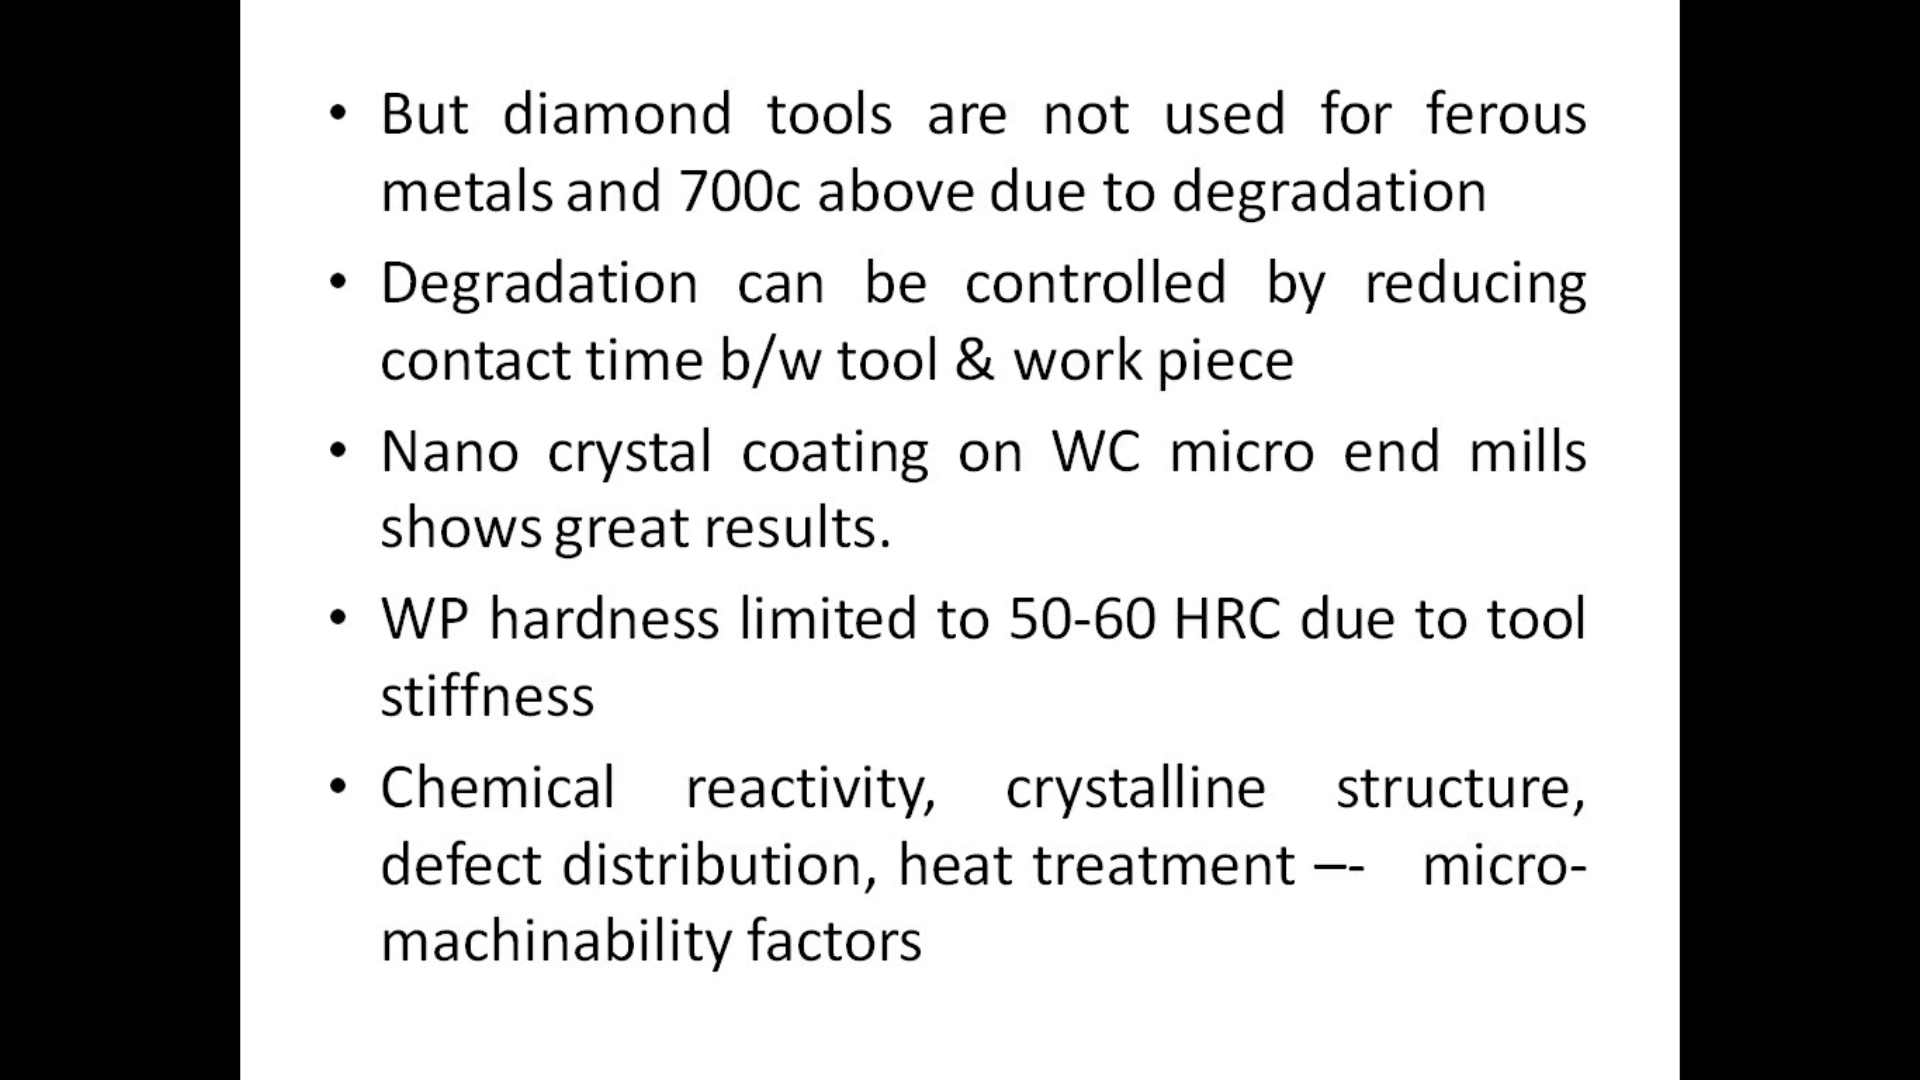 • But diamond tools are not used for ferous
metals and 700c above due to degradation
• Degradation can be controlled by reducing
contact time b/w tool & work piece
• Nano crystal coating on WC micro end mills
shows great results.
• WP hardness limited to 50-60 HRC due to tool
stiffness
• Chemical reactivity, crystalline structure,
defect distribution, heat treatment –- micro-
machinability factors